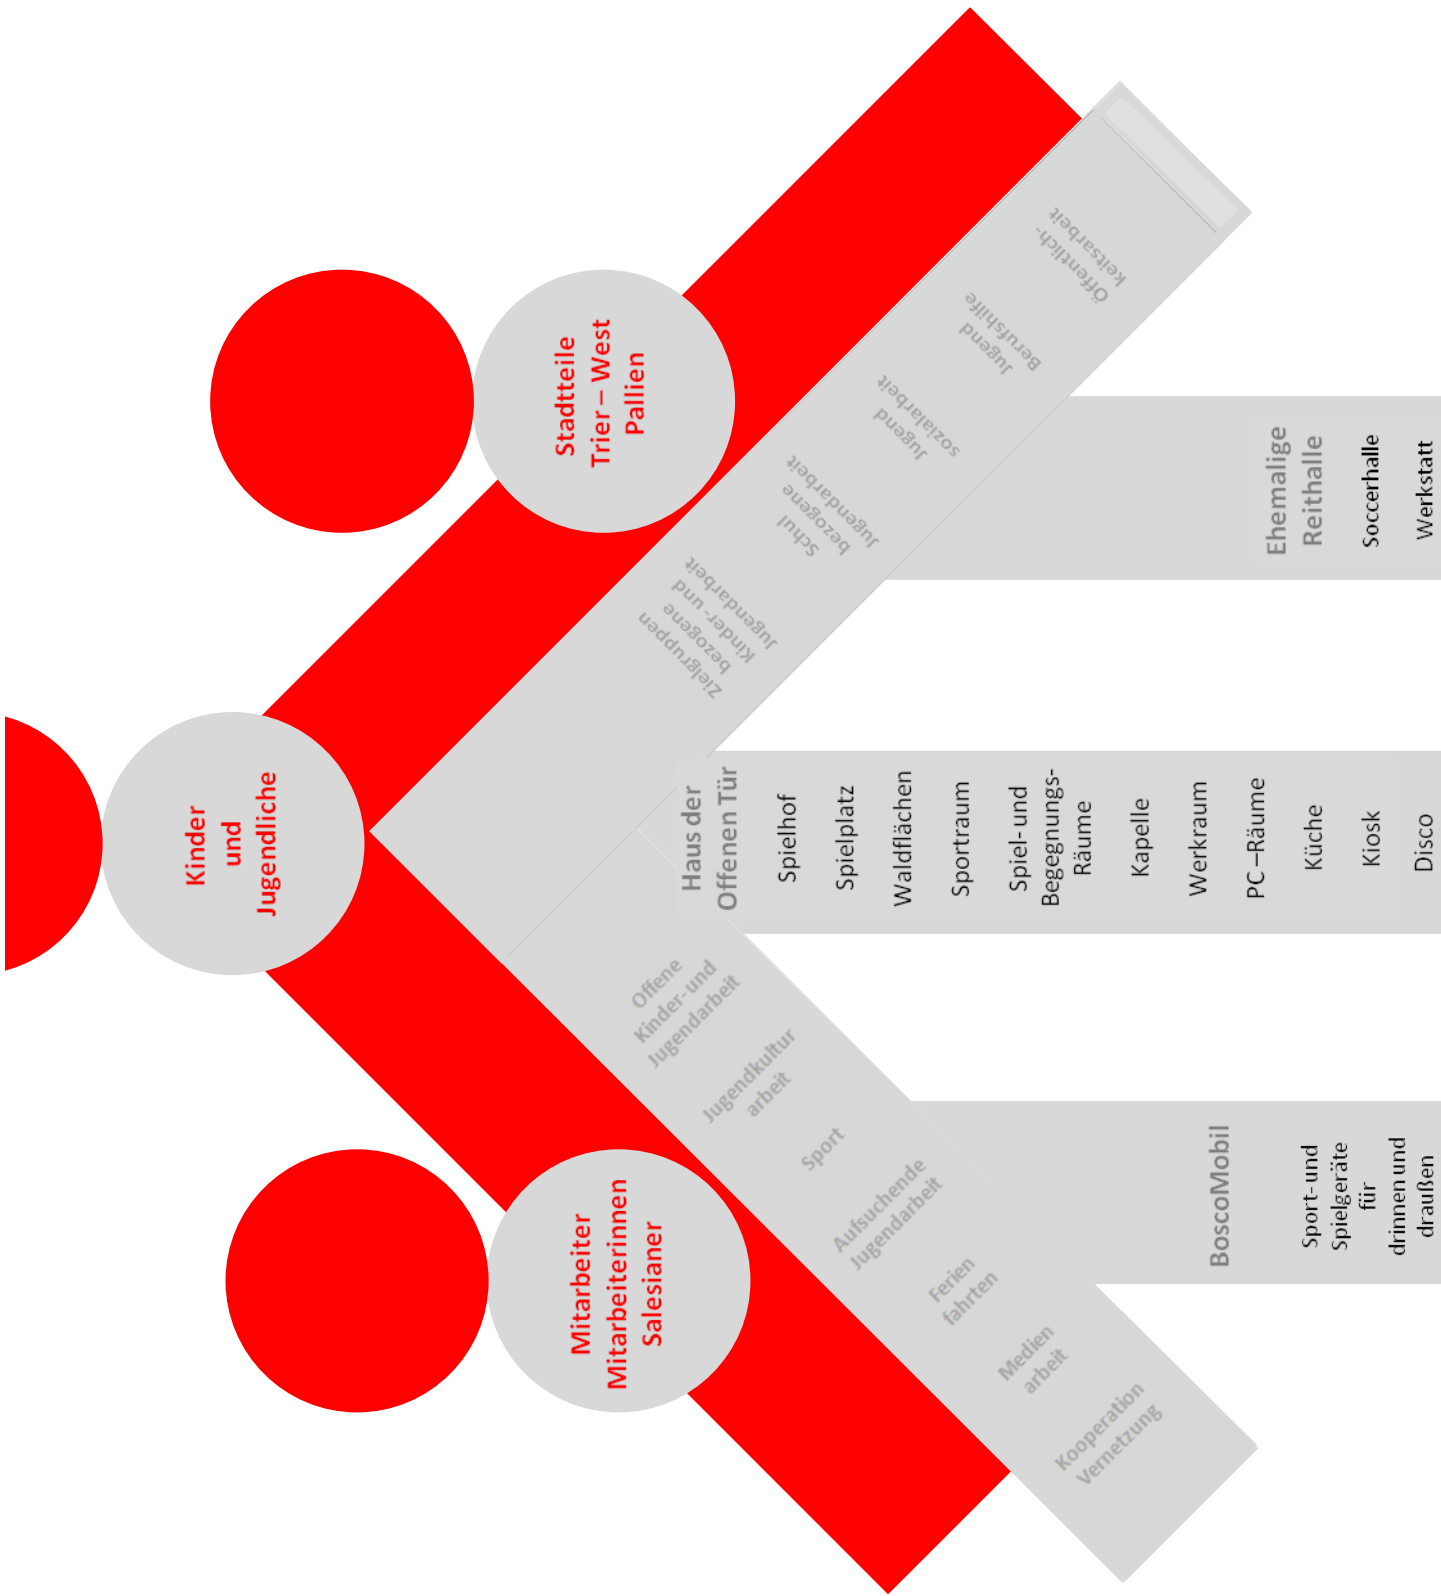 Kinder
und
Jugendliche
Mitarbeiter
Mitarbeiterinnen
Salesianer
Stadtteile
Trier – West
Pallien
Kooperation
Vernetzung
Medien
arbeit
Ferien
fahrten
Aufsuchende
Jugendarbeit
Sport
Jugendkultur
arbeit
Offene
Kinder- und
Jugendarbeit
Zielgruppen
bezogene
Kinder- und
Jugendarbeit
Schul
bezogene
Jugendarbeit
Jugend
sozialarbeit
Jugend
Berufshilfe
Öffentlich-
keitsarbeit
BoscoMobil
Sport- und
Spielgeräte
für
drinnen und
draußen
Haus der
Offenen Tür
Spielhof
Spielplatz
Waldflächen
Sportraum
Spiel- und
Begegnungs-
Räume
Kapelle
Werkraum
PC –Räume
Küche
Kiosk
Disco
Ehemalige
Reithalle
Soccerhalle
Werkstatt